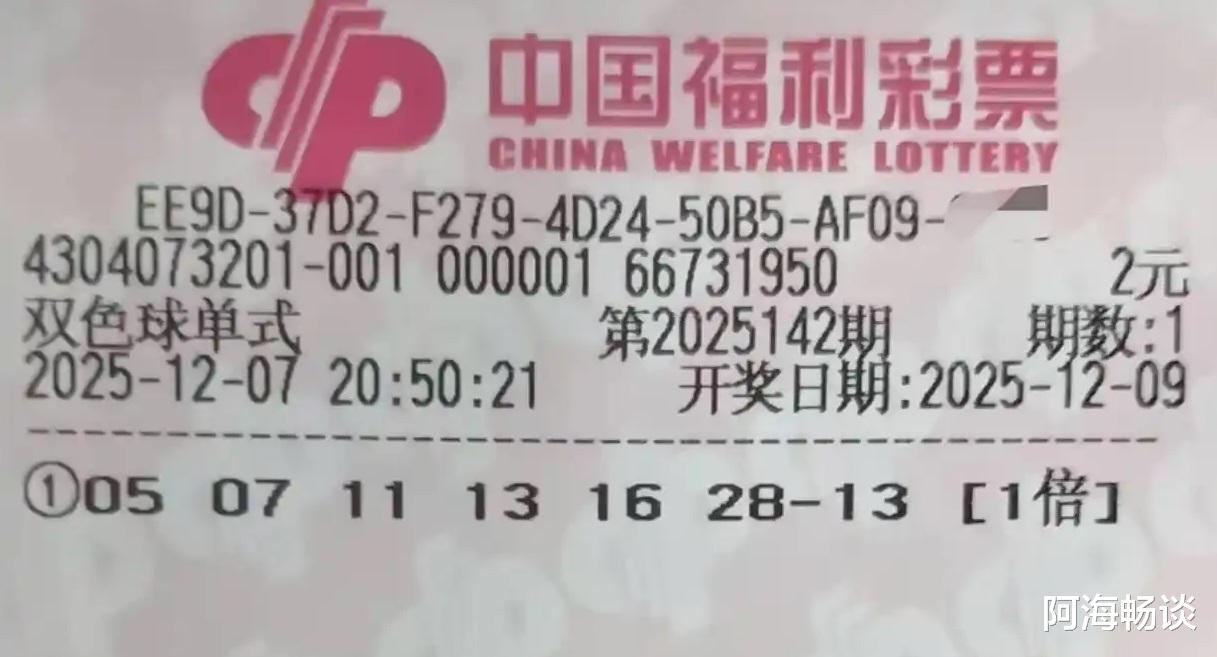 中国福利彩票
CHINA WELFARE LOTTERY
EE9D-37D2-F279-4D24-50B5-AF09-
4304073201-001 000001 66731950 2元
双色球单式 第2025142期 期数:1
2025-12-07 20:50:21 开奖日期:2025-12-09
①05 07 11 13 16 28-13 [1倍]
阿海畅谈